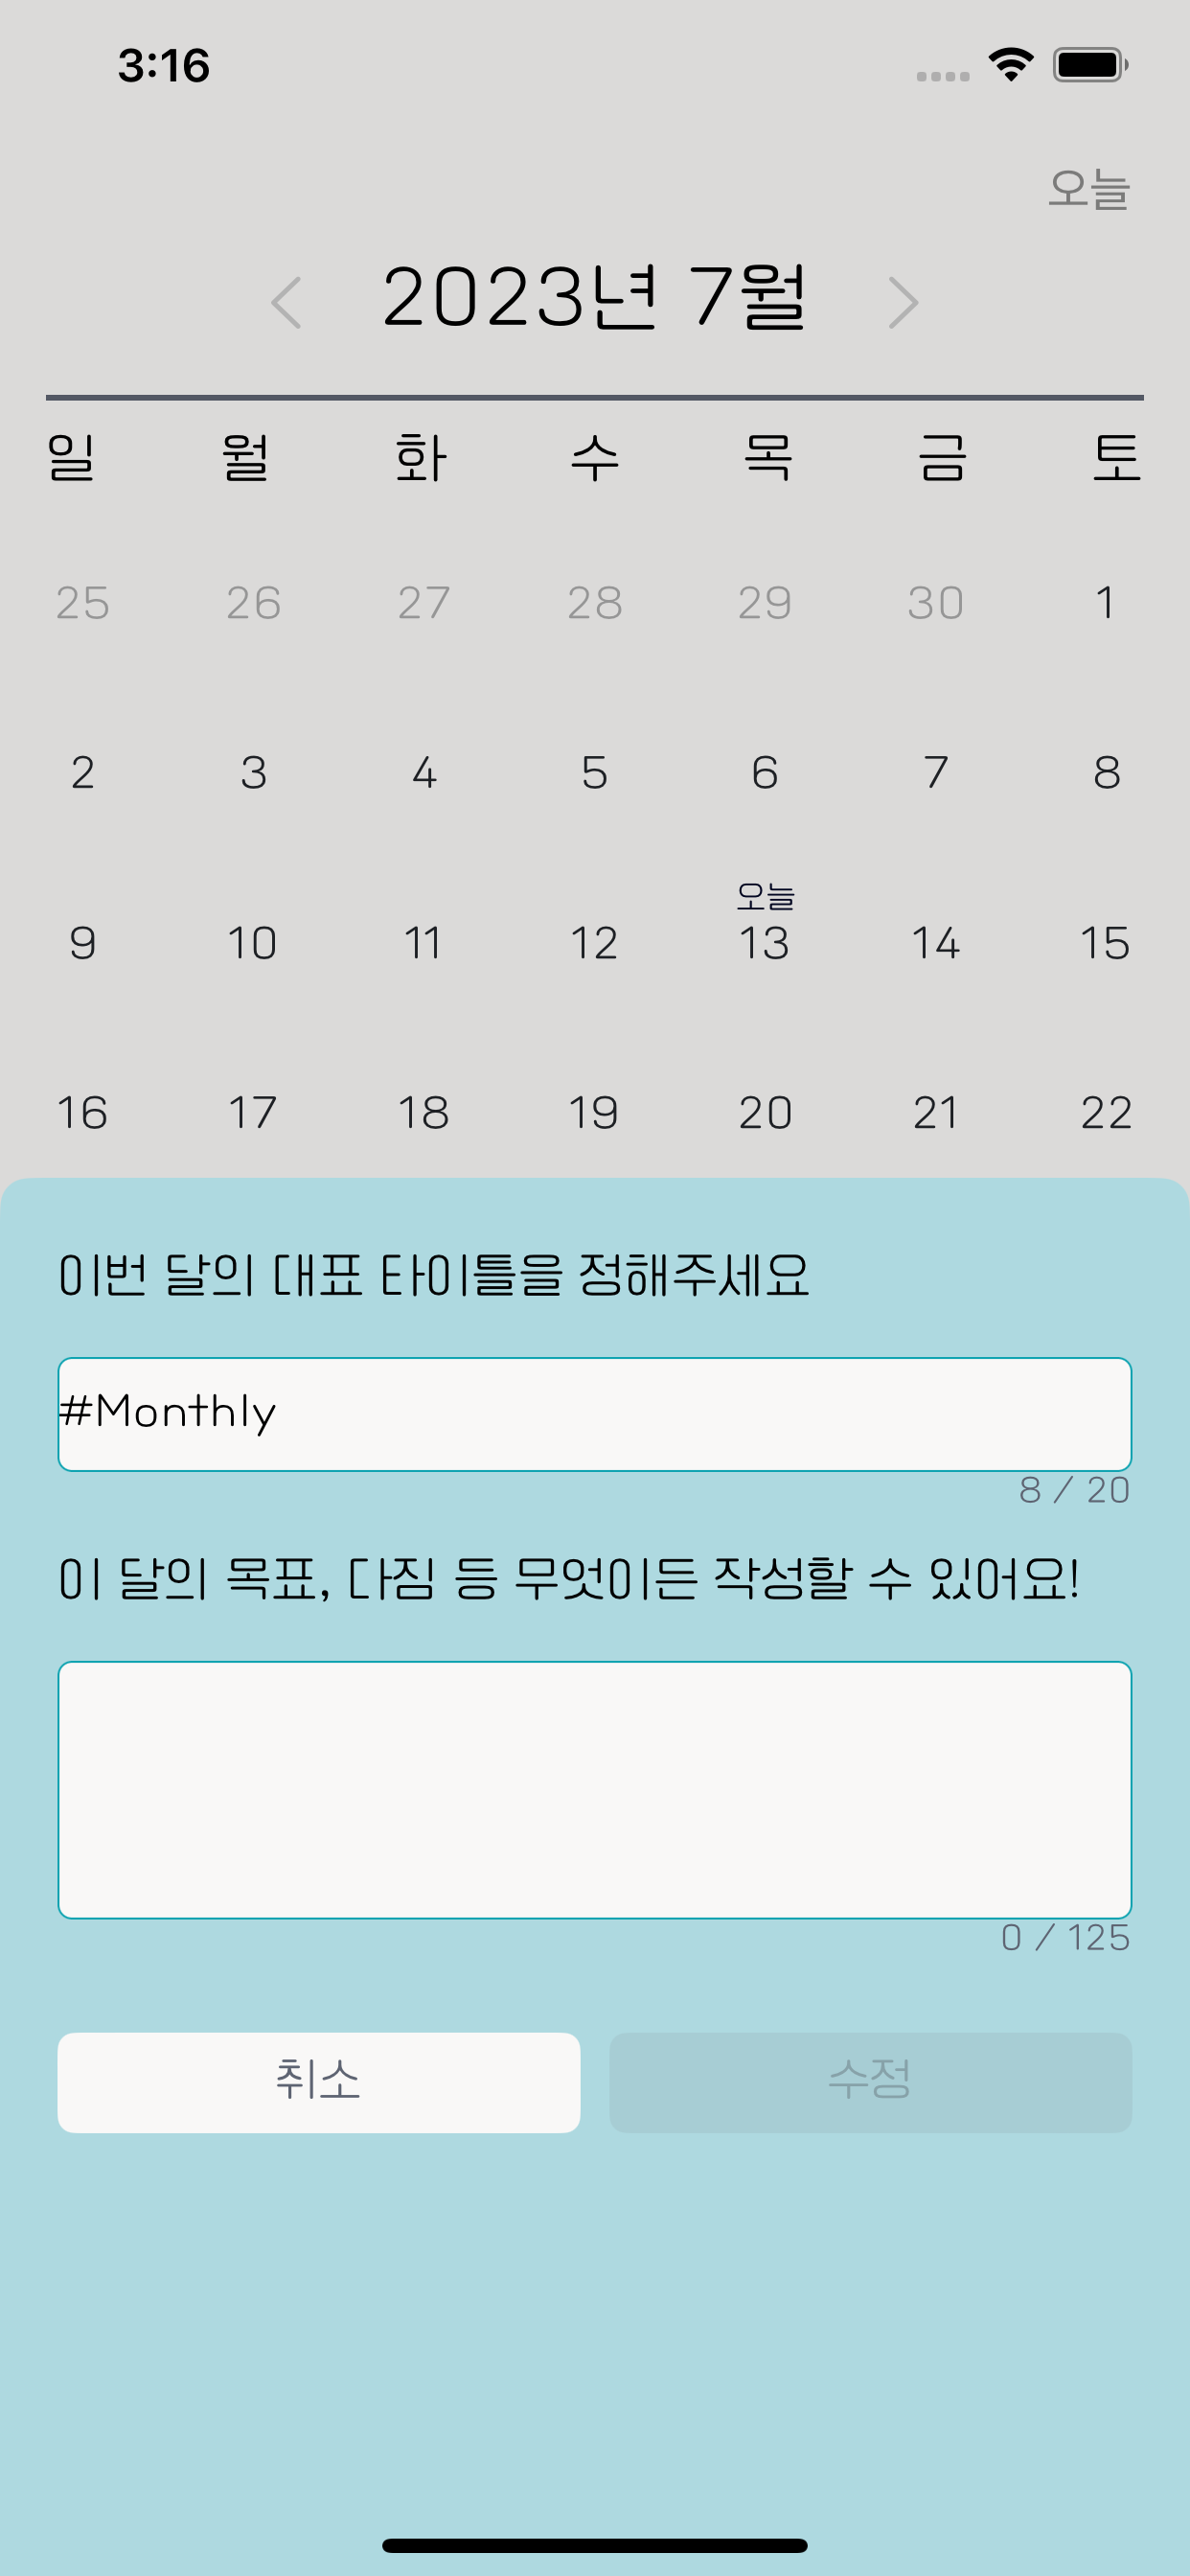 3:16
오늘
2023년 7월
일 월 화 수 목 금 토
25 26 27 28 29 30 1
2 3 4 5 6 7 8
오늘
9 10 11 12 13 14 15
16 17 18 19 20 21 22
이번 달의 대표 타이틀을 정해주세요
#Monthly
8 / 20
이 달의 목표, 다짐 등 무엇이든 작성할 수 있어요!
0 / 125
취소 수정